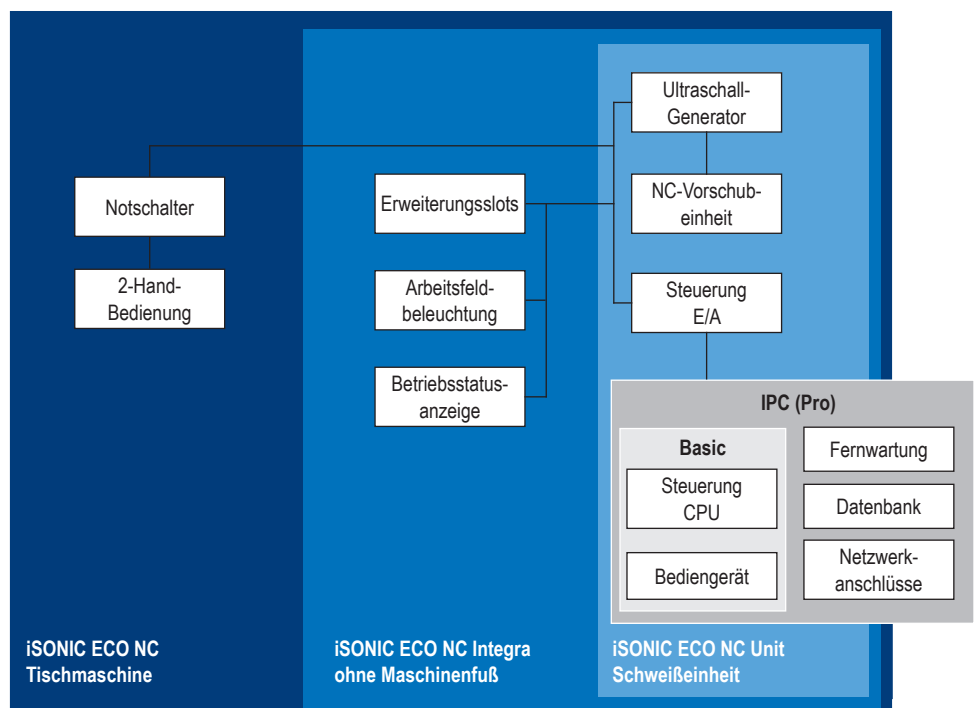 Ultraschall-
Generator
Notschalter
Erweiterungsslots
NC-Vorschub-
einheit
2-Hand-
Bedienung
Arbeitsfeld-
beleuchtung
Steuerung
E/A
Betriebsstatus-
anzeige
IPC (Pro)
Basic
Steuerung
CPU
Bediengerät
Fernwartung
Datenbank
Netzwerk-
anschlüsse
iSONIC ECO NC
Tischmaschine
iSONIC ECO NC Integra
ohne Maschinenfuß
iSONIC ECO NC Unit
Schweißeinheit